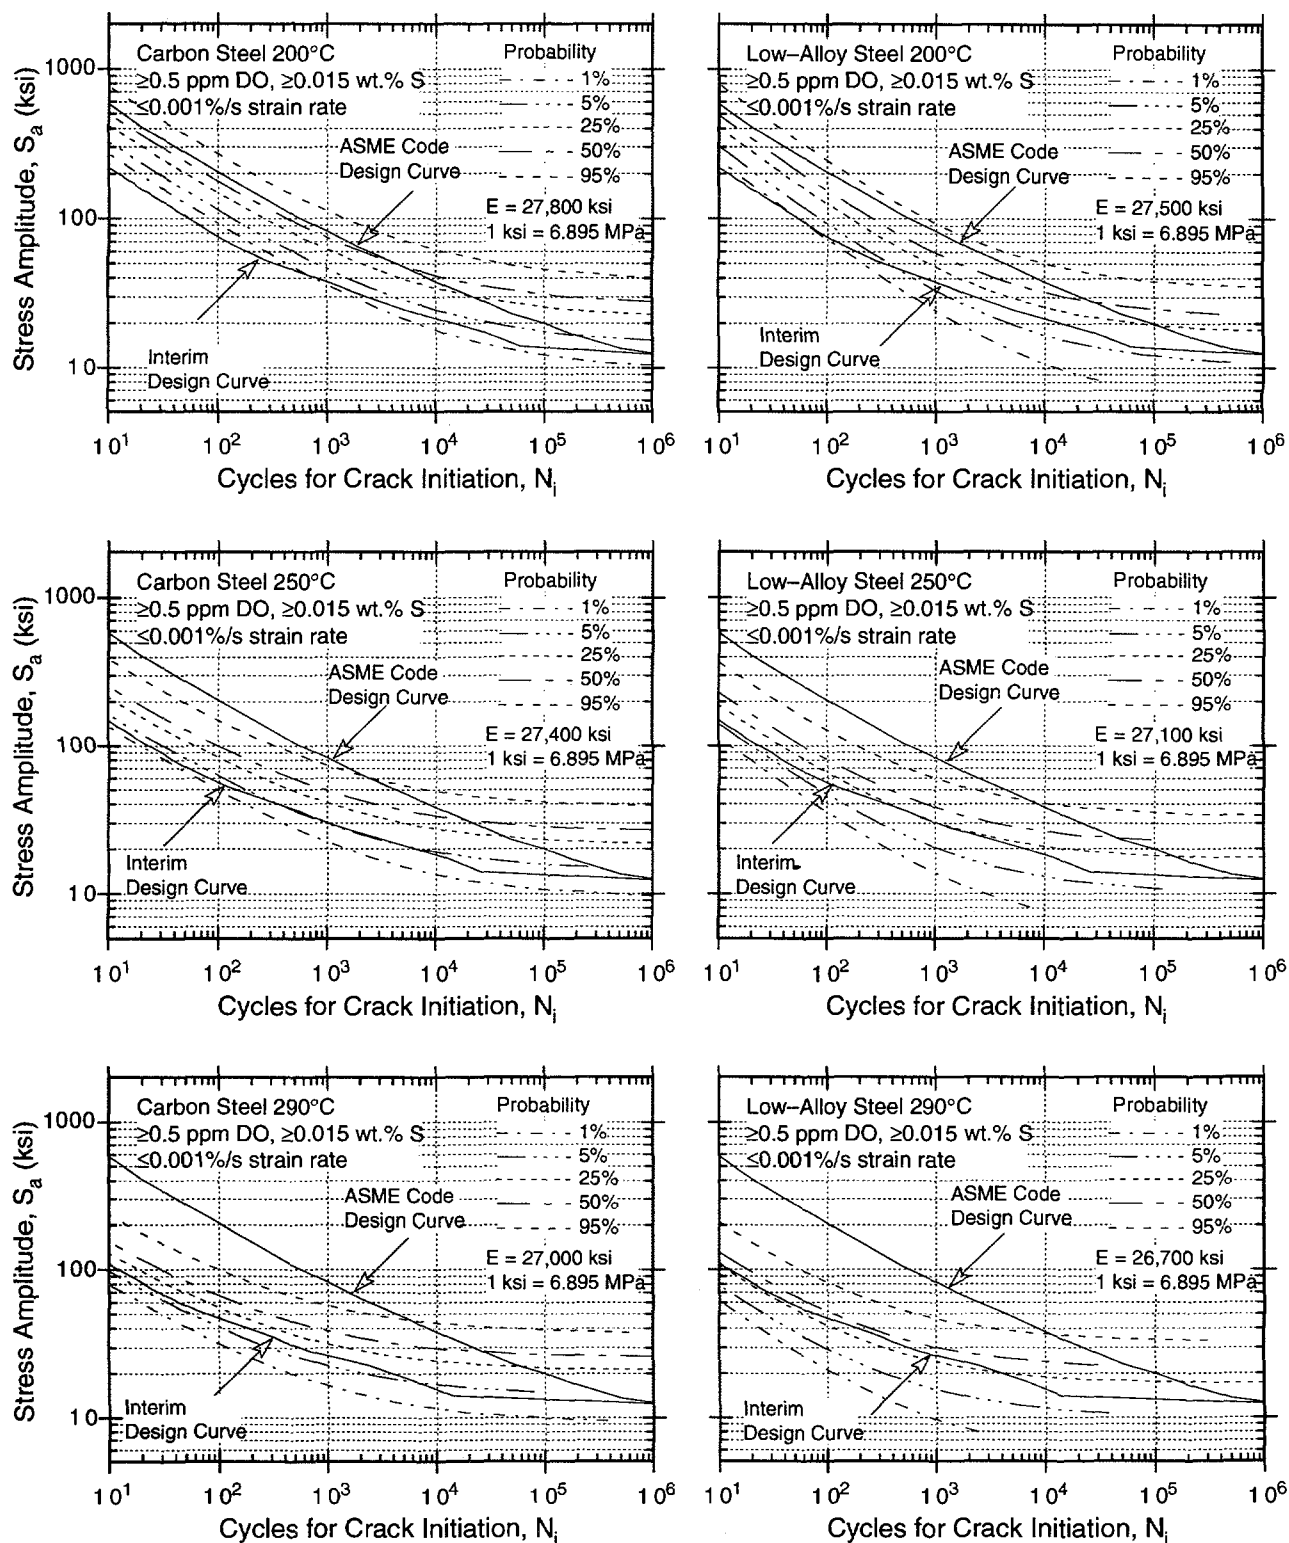 Carbon Steel 200°C
≥0.5 ppm DO, ≥0.015 wt.% S
≤0.001%/s strain rate
Probability
1%
5%
25%
50%
95%
ASME Code
Design Curve
E = 27,800 ksi
1 ksi = 6.895 MPa
Interim
Design Curve
Stress Amplitude, Sₐ (ksi)
1000
100
10
10¹ 10² 10³ 10⁴ 10⁵ 10⁶
Cycles for Crack Initiation, Nᵢ
Low–Alloy Steel 200°C
≥0.5 ppm DO, ≥0.015 wt.% S
≤0.001%/s strain rate
Probability
1%
5%
25%
50%
95%
ASME Code
Design Curve
E = 27,500 ksi
1 ksi = 6.895 MPa
Interim
Design Curve
10¹ 10² 10³ 10⁴ 10⁵ 10⁶
Cycles for Crack Initiation, Nᵢ
Carbon Steel 250°C
≥0.5 ppm DO, ≥0.015 wt.% S
≤0.001%/s strain rate
Probability
1%
5%
25%
50%
95%
ASME Code
Design Curve
E = 27,400 ksi
1 ksi = 6.895 MPa
Interim
Design Curve
Stress Amplitude, Sₐ (ksi)
1000
100
10
10¹ 10² 10³ 10⁴ 10⁵ 10⁶
Cycles for Crack Initiation, Nᵢ
Low–Alloy Steel 250°C
≥0.5 ppm DO, ≥0.015 wt.% S
≤0.001%/s strain rate
Probability
1%
5%
25%
50%
95%
ASME Code
Design Curve
E = 27,100 ksi
1 ksi = 6.895 MPa
Interim
Design Curve
10¹ 10² 10³ 10⁴ 10⁵ 10⁶
Cycles for Crack Initiation, Nᵢ
Carbon Steel 290°C
≥0.5 ppm DO, ≥0.015 wt.% S
≤0.001%/s strain rate
Probability
1%
5%
25%
50%
95%
ASME Code
Design Curve
E = 27,000 ksi
1 ksi = 6.895 MPa
Interim
Design Curve
Stress Amplitude, Sₐ (ksi)
1000
100
10
10¹ 10² 10³ 10⁴ 10⁵ 10⁶
Cycles for Crack Initiation, Nᵢ
Low–Alloy Steel 290°C
≥0.5 ppm DO, ≥0.015 wt.% S
≤0.001%/s strain rate
Probability
1%
5%
25%
50%
95%
ASME Code
Design Curve
E = 26,700 ksi
1 ksi = 6.895 MPa
Interim
Design Curve
10¹ 10² 10³ 10⁴ 10⁵ 10⁶
Cycles for Crack Initiation, Nᵢ